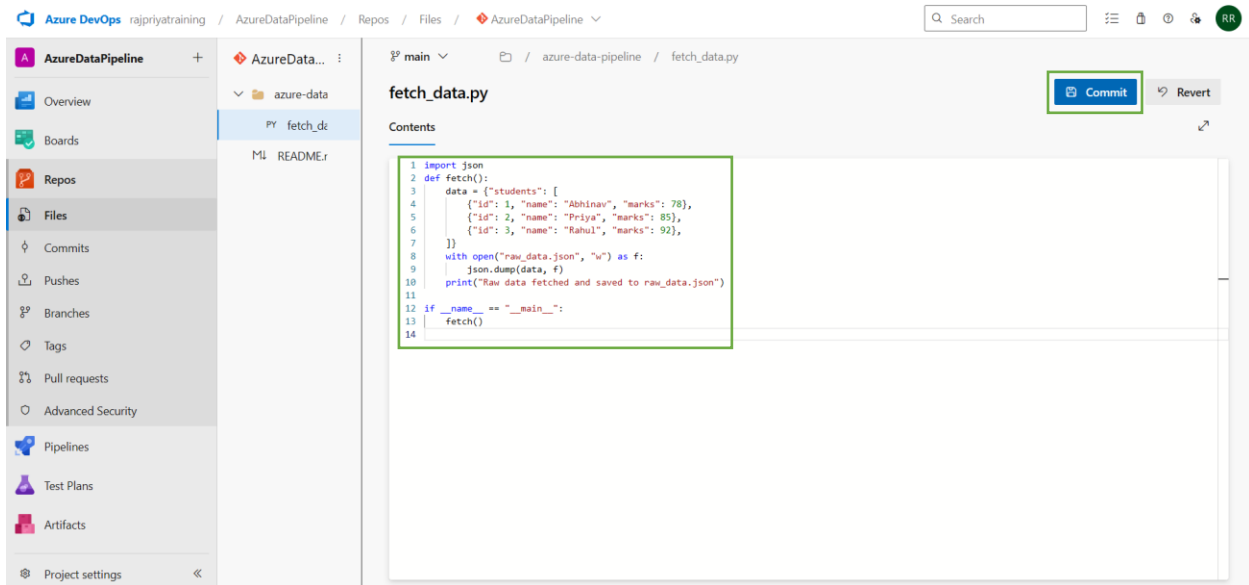 Azure DevOps rajpriyatraining / AzureDataPipeline / Repos / Files / AzureDataPipeline
Search
RR
A AzureDataPipeline +
Overview
Boards
Repos
Files
Commits
Pushes
Branches
Tags
Pull requests
Advanced Security
Pipelines
Test Plans
Artifacts
Project settings
AzureData...
azure-data
PY fetch_da
M↓ README.r
main / azure-data-pipeline / fetch_data.py
fetch_data.py
Commit
Revert
Contents
1 import json
2 def fetch():
3     data = {"students": [
4         {"id": 1, "name": "Abhinav", "marks": 78},
5         {"id": 2, "name": "Priya", "marks": 85},
6         {"id": 3, "name": "Rahul", "marks": 92},
7     ]}
8     with open("raw_data.json", "w") as f:
9         json.dump(data, f)
10     print("Raw data fetched and saved to raw_data.json")
11
12 if __name__ == "__main__":
13     fetch()
14